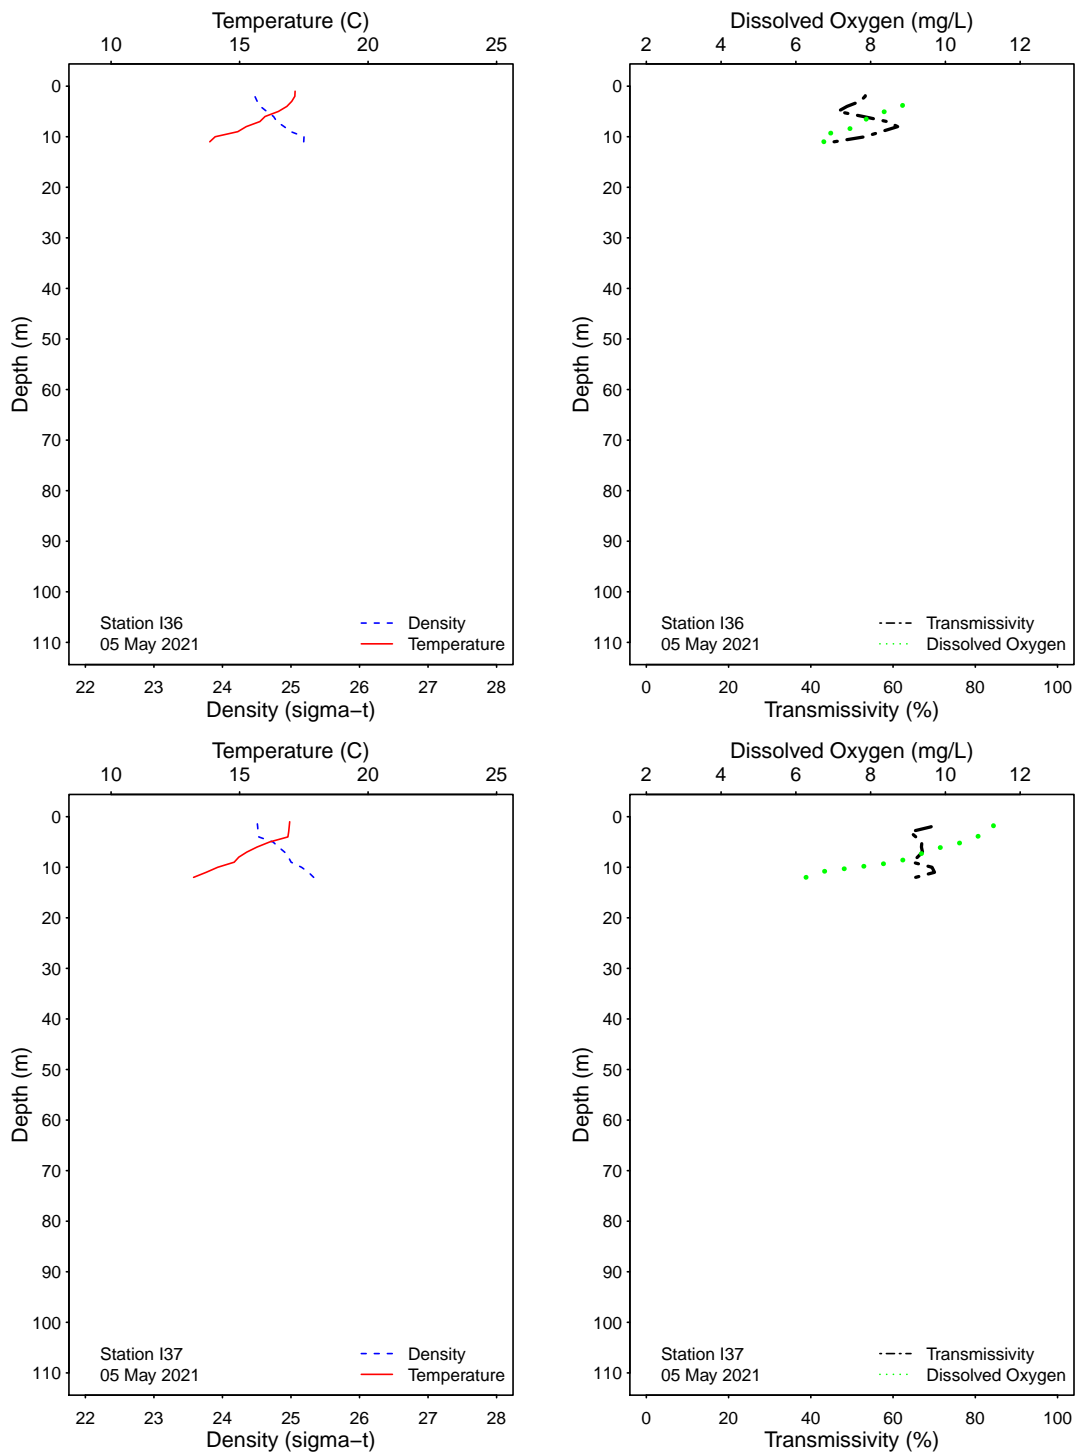 Temperature (C)
10 15 20 25
0
10
20
30
40
50
60
70
80
90
100
110
Depth (m)
Station I36
05 May 2021
Density
Temperature
22 23 24 25 26 27 28
Density (sigma−t)
Dissolved Oxygen (mg/L)
2 4 6 8 10 12
0
10
20
30
40
50
60
70
80
90
100
110
Depth (m)
Station I36
05 May 2021
Transmissivity
Dissolved Oxygen
0 20 40 60 80 100
Transmissivity (%)
Temperature (C)
10 15 20 25
0
10
20
30
40
50
60
70
80
90
100
110
Depth (m)
Station I37
05 May 2021
Density
Temperature
22 23 24 25 26 27 28
Density (sigma−t)
Dissolved Oxygen (mg/L)
2 4 6 8 10 12
0
10
20
30
40
50
60
70
80
90
100
110
Depth (m)
Station I37
05 May 2021
Transmissivity
Dissolved Oxygen
0 20 40 60 80 100
Transmissivity (%)